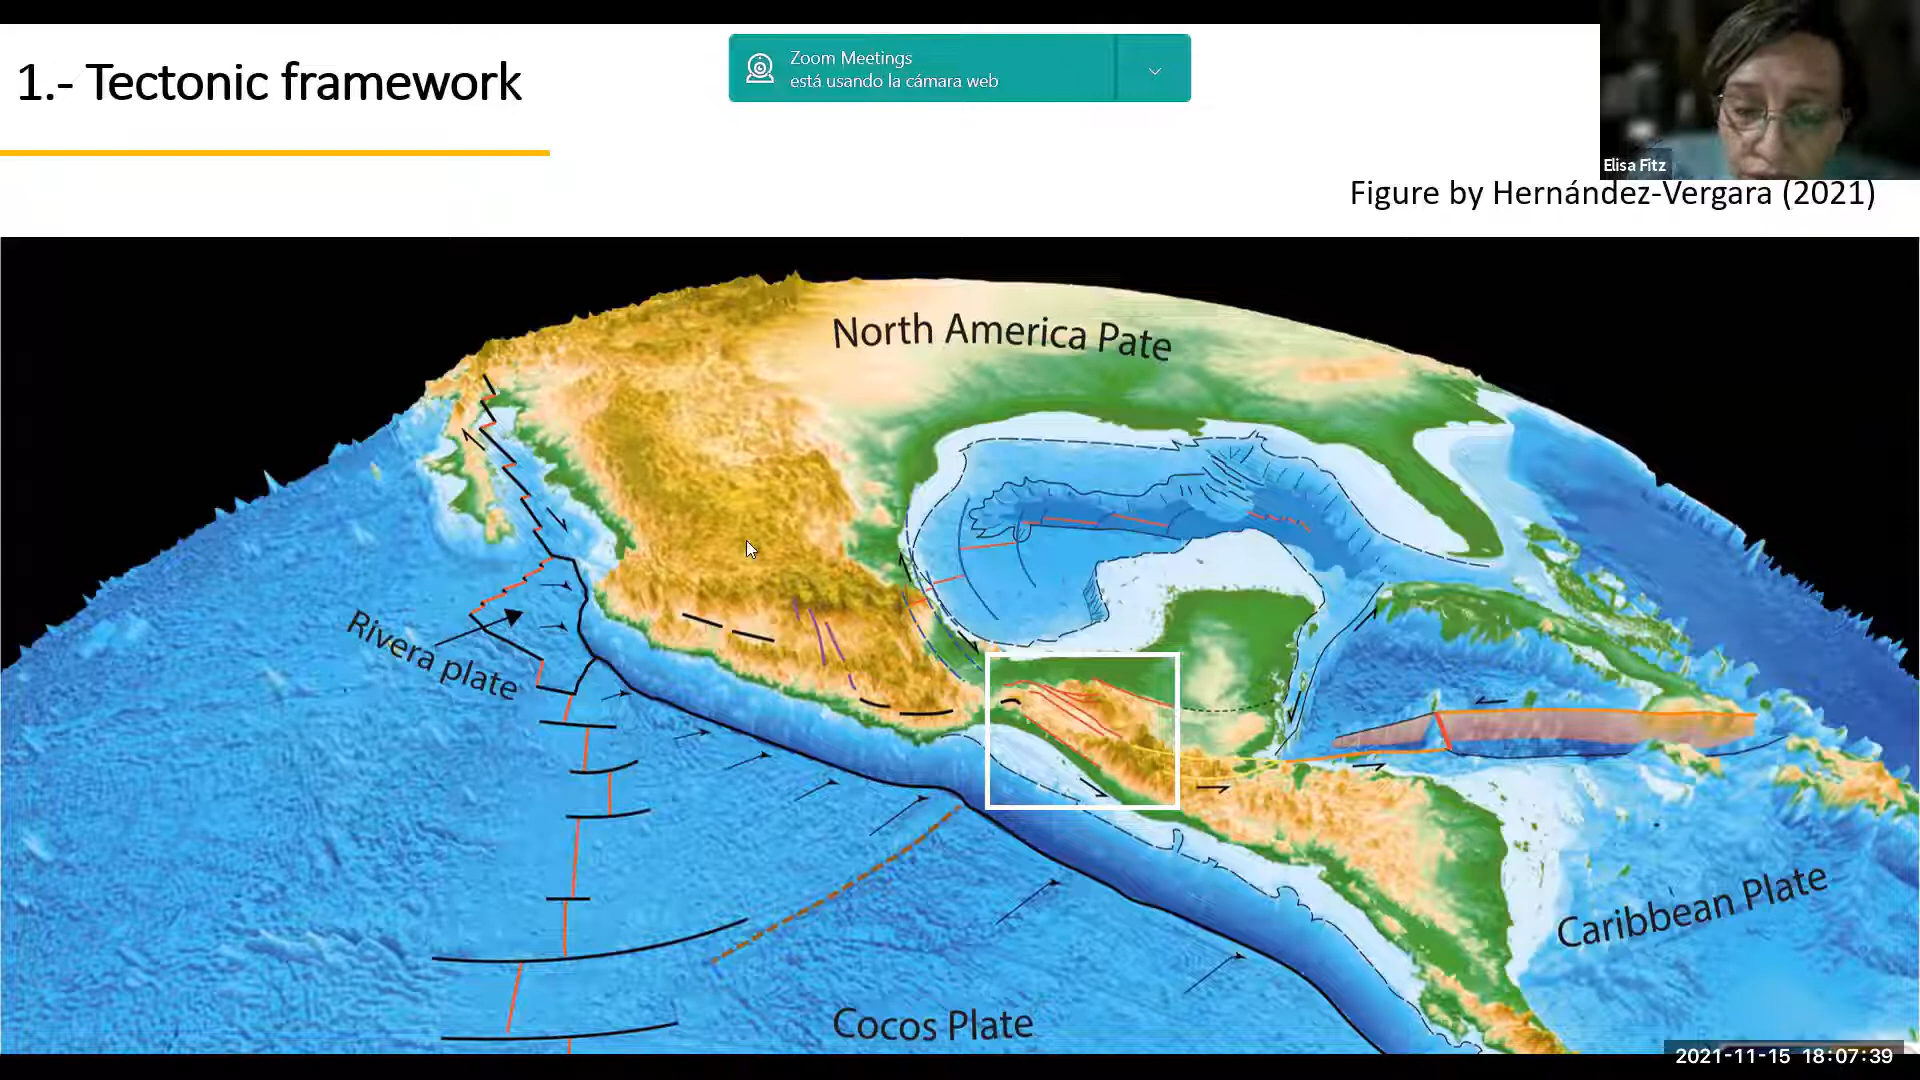 1.- Tectonic framework
Zoom Meetings
está usando la cámara web
Elisa Fitz
Figure by Hernández-Vergara (2021)
North America Pate
Rivera plate
Caribbean Plate
Cocos Plate
2021-11-15 18:07:39